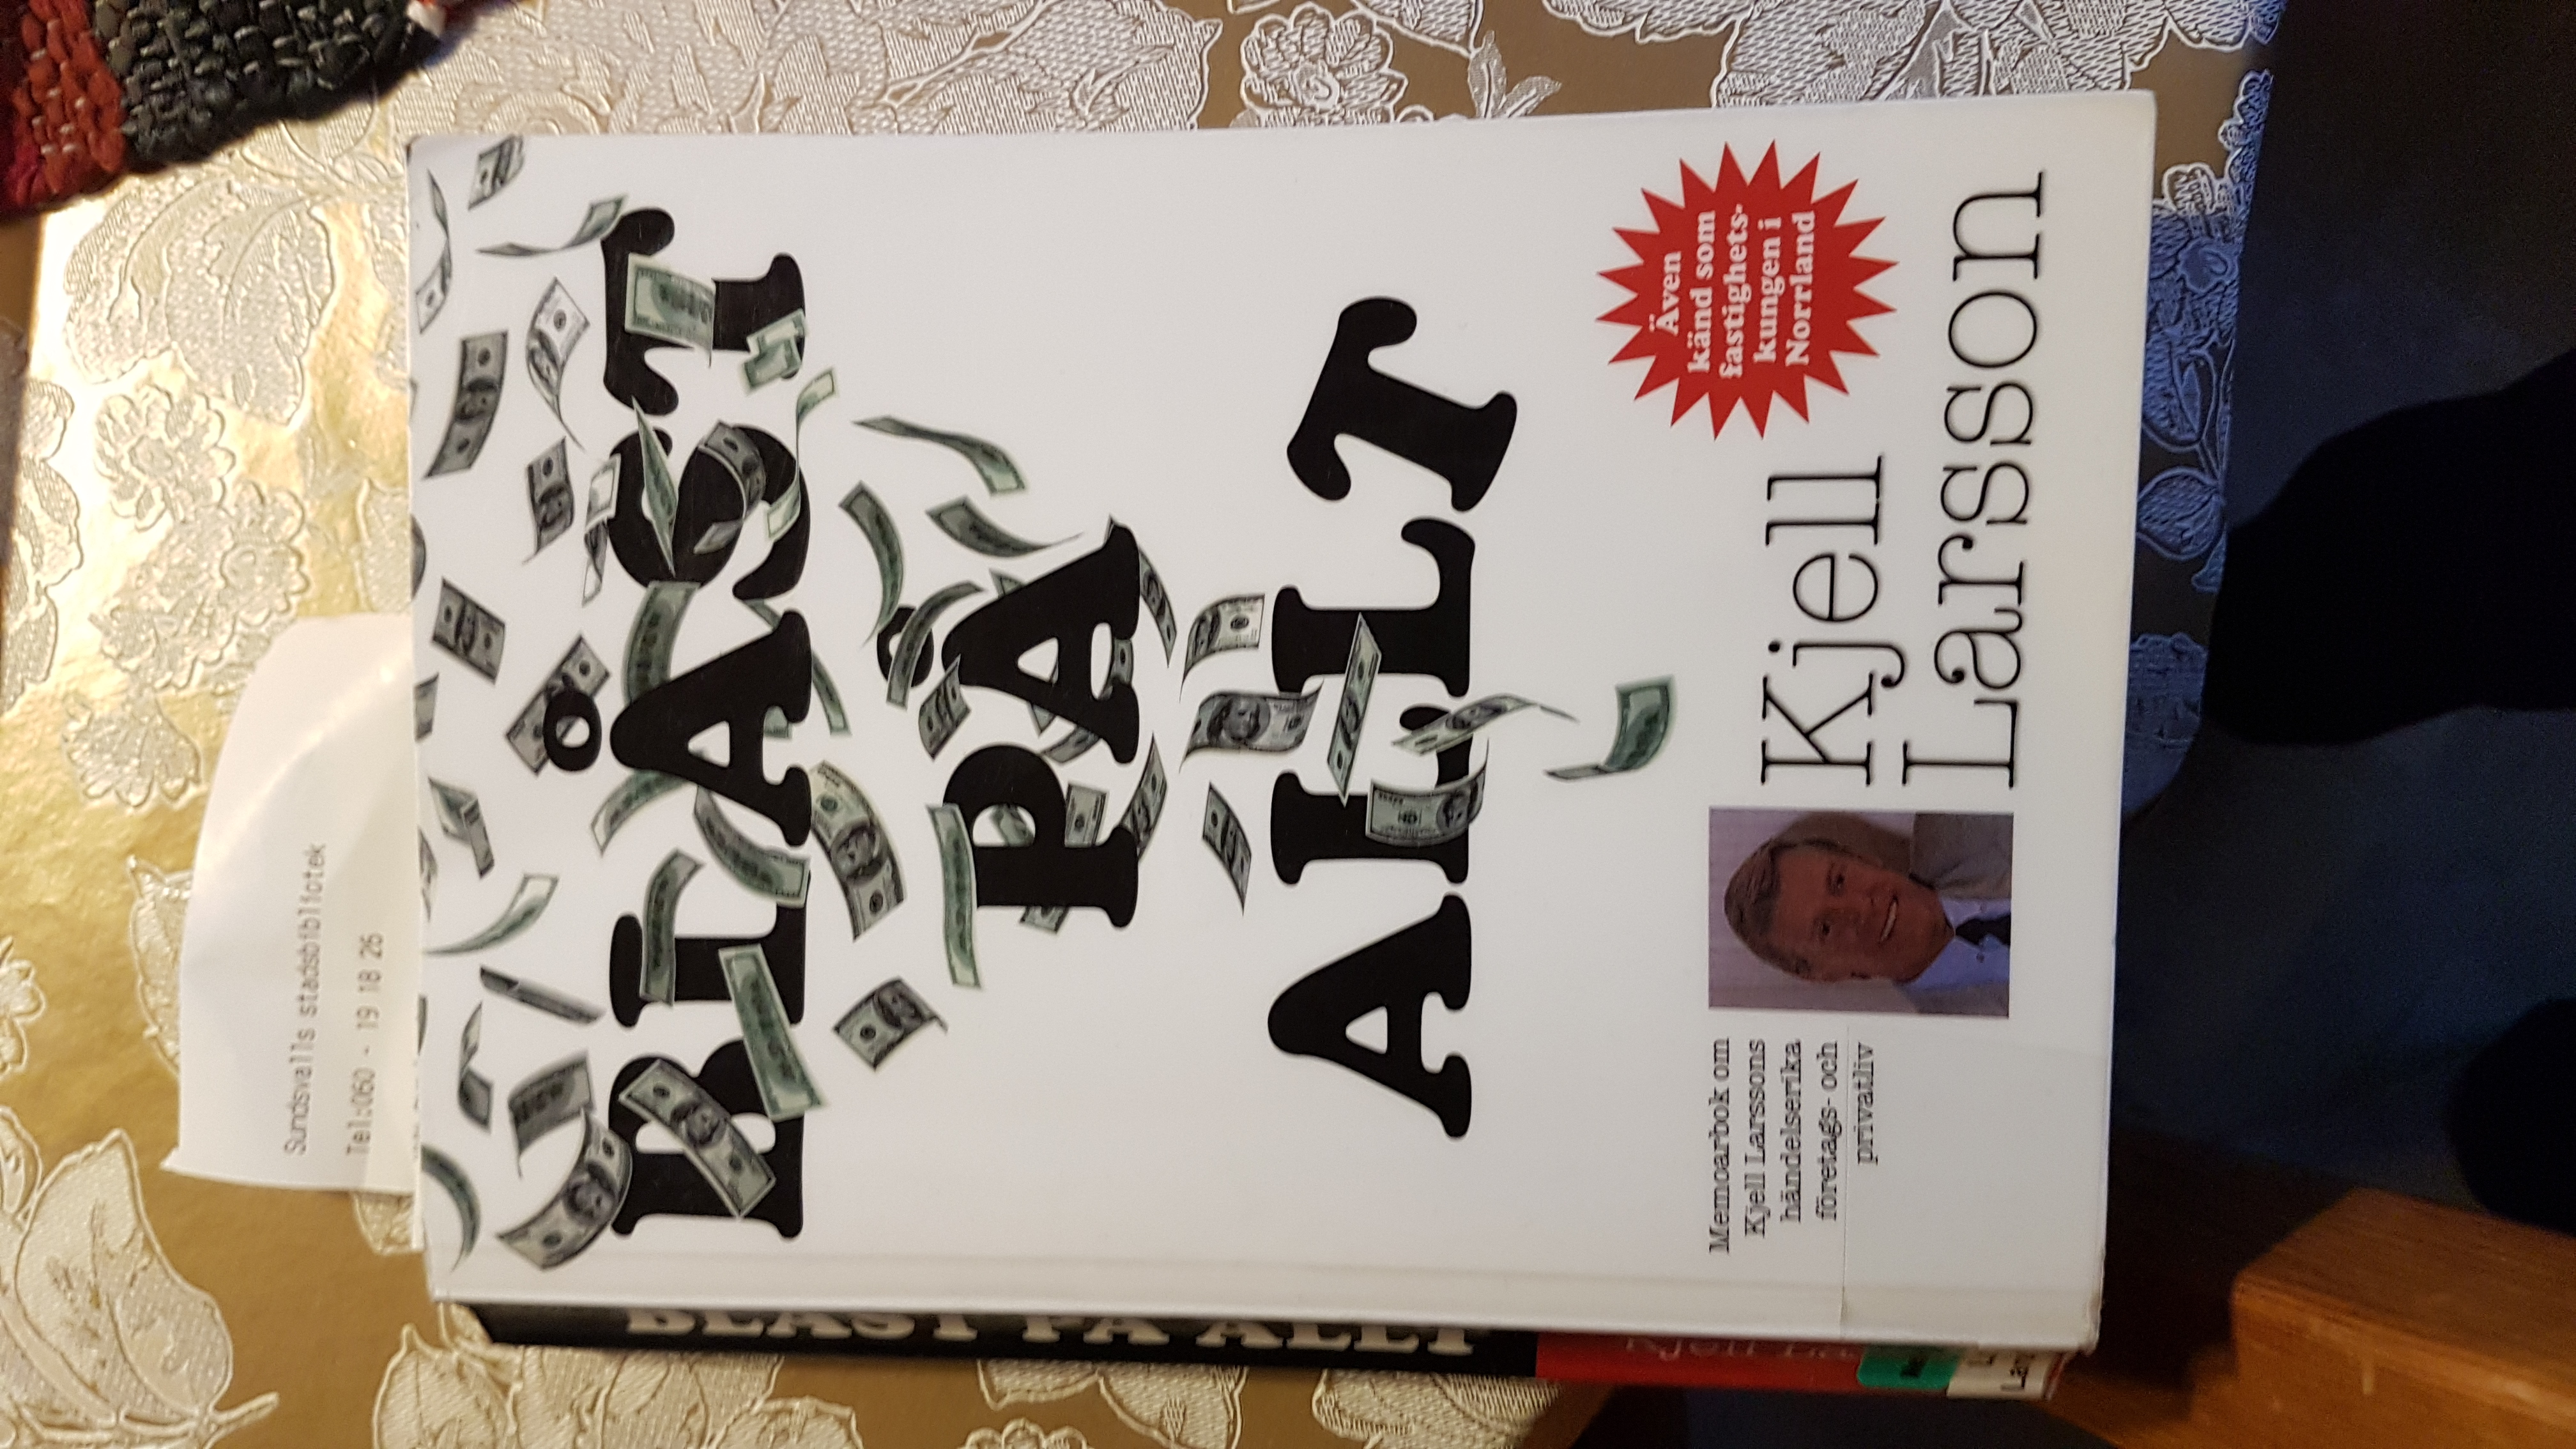 Sundsvalls stadsbibliotek
Tel:060 - 19 18 26
BLÅST
PÅ
ALLT
Även
känd som
fastighets-
kungen i
Norrland
Memoarbok om
Kjell Larssons
händelserika
företags- och
privatliv
Kjell
Larsson
BLÅST PÅ ALLT
Kjell